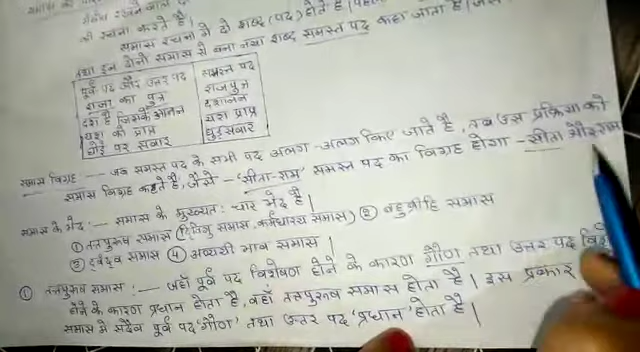 की रचना करते हैं।
समास रचना में दो शब्द (पद) होते हैं
तथा इन दोनों समास से बना नया शब्द समस्त पद कहा जाता है।
पूर्व पद और उत्तर पद समस्त पद
राजा का पुत्र राजपुत्र
दश है जिसके आनन दशानन
यश को प्राप्त यश प्राप्त
घोड़े पर सवार घुड़सवार
समास विग्रह :— जब समस्त पद के सभी पद अलग-अलग किए जाते हैं, तब उस प्रक्रिया को
समास विग्रह कहते हैं, जैसे - 'सीता-राम' समस्त पद का विग्रह होगा - सीता और राम
समास के भेद :— समास के मुख्यतः चार भेद है।
① तत्पुरुष समास (द्विगु समास, कर्मधारय समास) ② बहुव्रीहि समास
③ द्वंद्व समास ④ अव्ययी भाव समास।
① तत्पुरुष समास :— जहाँ पूर्व पद विशेषण होने के कारण गौण तथा उत्तर पद
होने के कारण प्रधान होता है, वहाँ तत्पुरुष समास होता है। इस प्रकार
समास में सदैव पूर्व पद 'गौण' तथा उत्तर पद 'प्रधान' होता है।